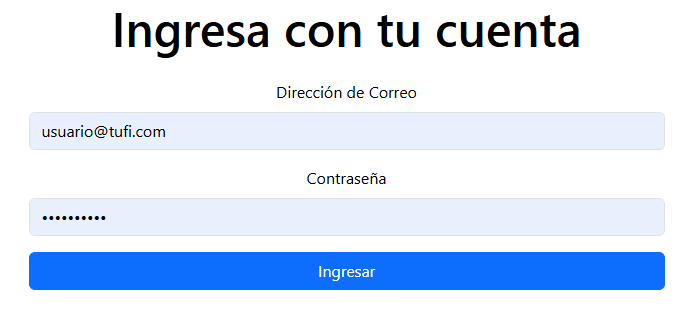 Ingresa con tu cuenta
Dirección de Correo
usuario@tufi.com
Contraseña
••••••••••
Ingresar